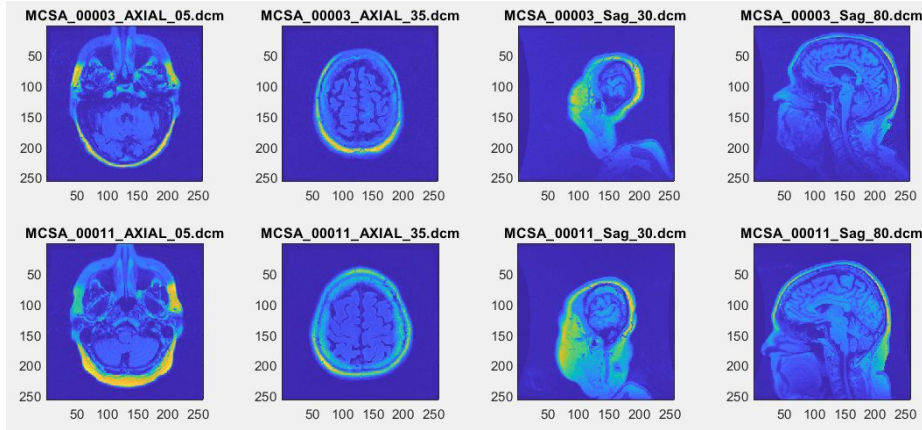 MCSA_00003_AXIAL_05.dcm
50
100
150
200
250
50 100 150 200 250
MCSA_00003_AXIAL_35.dcm
50
100
150
200
250
50 100 150 200 250
MCSA_00003_Sag_30.dcm
50
100
150
200
250
50 100 150 200 250
MCSA_00003_Sag_80.dcm
50
100
150
200
250
50 100 150 200 250
MCSA_00011_AXIAL_05.dcm
50
100
150
200
250
50 100 150 200 250
MCSA_00011_AXIAL_35.dcm
50
100
150
200
250
50 100 150 200 250
MCSA_00011_Sag_30.dcm
50
100
150
200
250
50 100 150 200 250
MCSA_00011_Sag_80.dcm
50
100
150
200
250
50 100 150 200 250